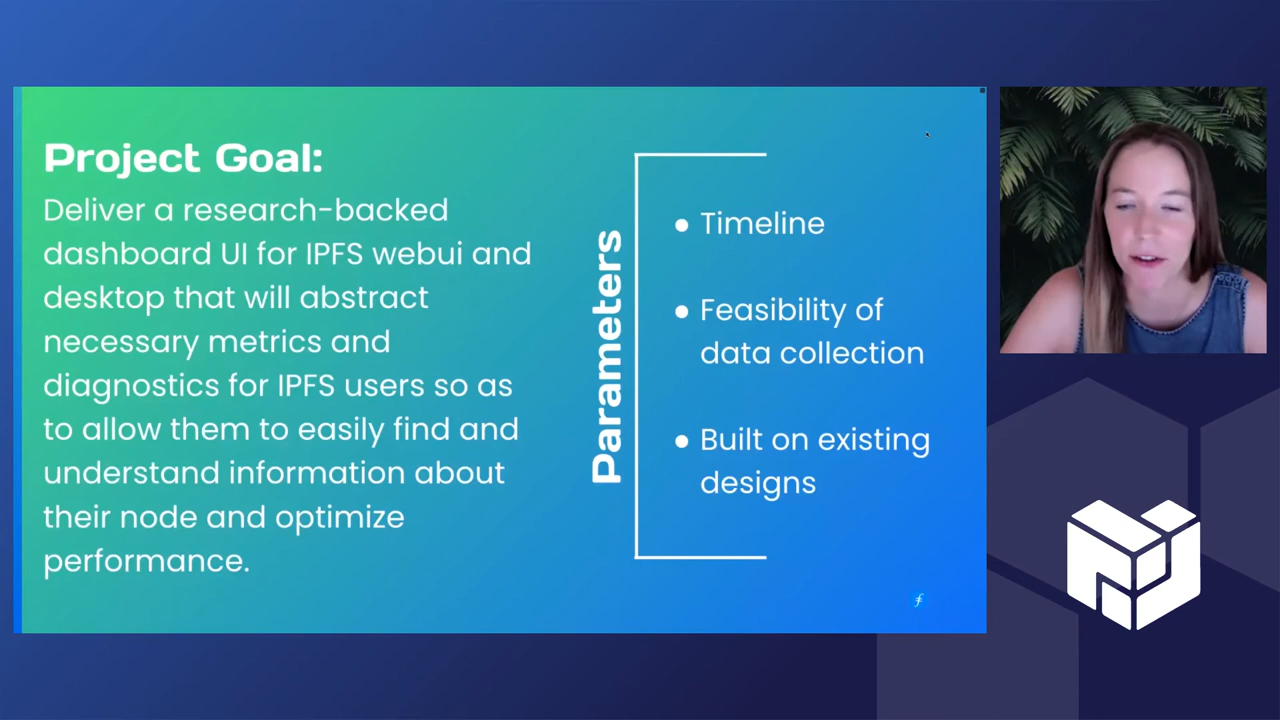 Project Goal:
Deliver a research-backed
dashboard UI for IPFS webui and
desktop that will abstract
necessary metrics and
diagnostics for IPFS users so as
to allow them to easily find and
understand information about
their node and optimize
performance.
Parameters
● Timeline
● Feasibility of
data collection
● Built on existing
designs